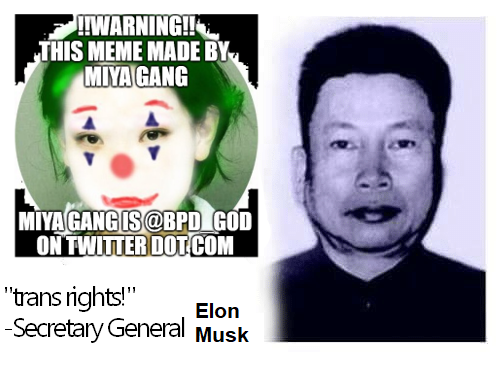 !!WARNING!!
THIS MEME MADE BY
MIYA GANG
MIYA GANG IS @BPD_GOD
ON TWITTER DOT COM
"trans rights!"
-Secretary General Elon
Musk